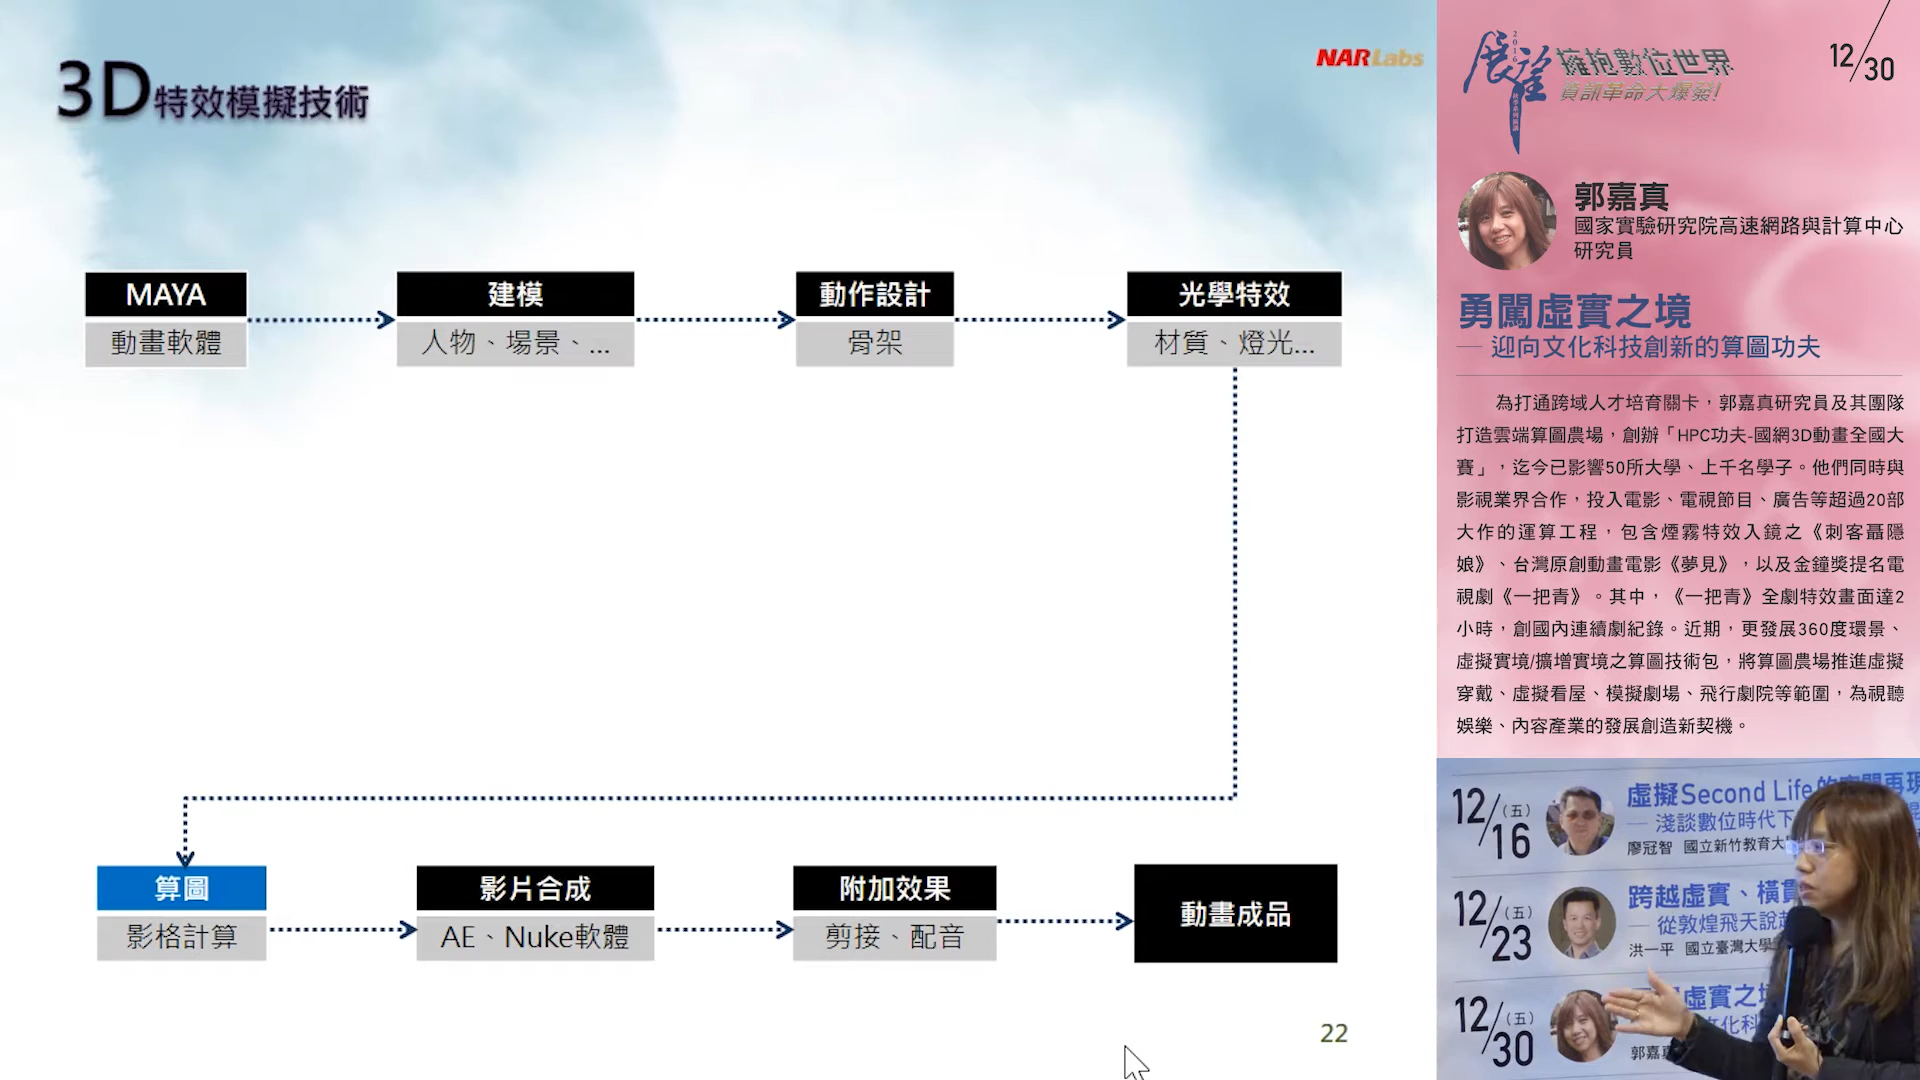 3D特效模擬技術
NARLabs
MAYA
動畫軟體
建模
人物、場景、...
動作設計
骨架
光學特效
材質、燈光...
算圖
影格計算
影片合成
AE、Nuke軟體
附加效果
剪接、配音
動畫成品
22
展望
2016
秋季系列演講
擁抱數位世界
資訊革命大爆發!
12/30
郭嘉真
國家實驗研究院高速網路與計算中心
研究員
勇闖虛實之境
─ 迎向文化科技創新的算圖功夫
為打通跨域人才培育關卡，郭嘉真研究員及其團隊
打造雲端算圖農場，創辦「HPC功夫-國網3D動畫全國大
賽」，迄今已影響50所大學、上千名學子。他們同時與
影視業界合作，投入電影、電視節目、廣告等超過20部
大作的運算工程，包含煙霧特效入鏡之《刺客聶隱
娘》、台灣原創動畫電影《夢見》，以及金鐘獎提名電
視劇《一把青》。其中，《一把青》全劇特效畫面達2
小時，創國內連續劇紀錄。近期，更發展360度環景、
虛擬實境/擴增實境之算圖技術包，將算圖農場推進虛擬
穿戴、虛擬看屋、模擬劇場、飛行劇院等範圍，為視聽
娛樂、內容產業的發展創造新契機。
12/16 (五)
虛擬Second Life的
─ 淺談數位時代下
廖冠智 國立新竹教育大
12/23 (五)
跨越虛實、橫
─ 從敦煌飛天說
洪一平 國立臺灣大學
12/30 (五)
虛實之
文化科
郭嘉